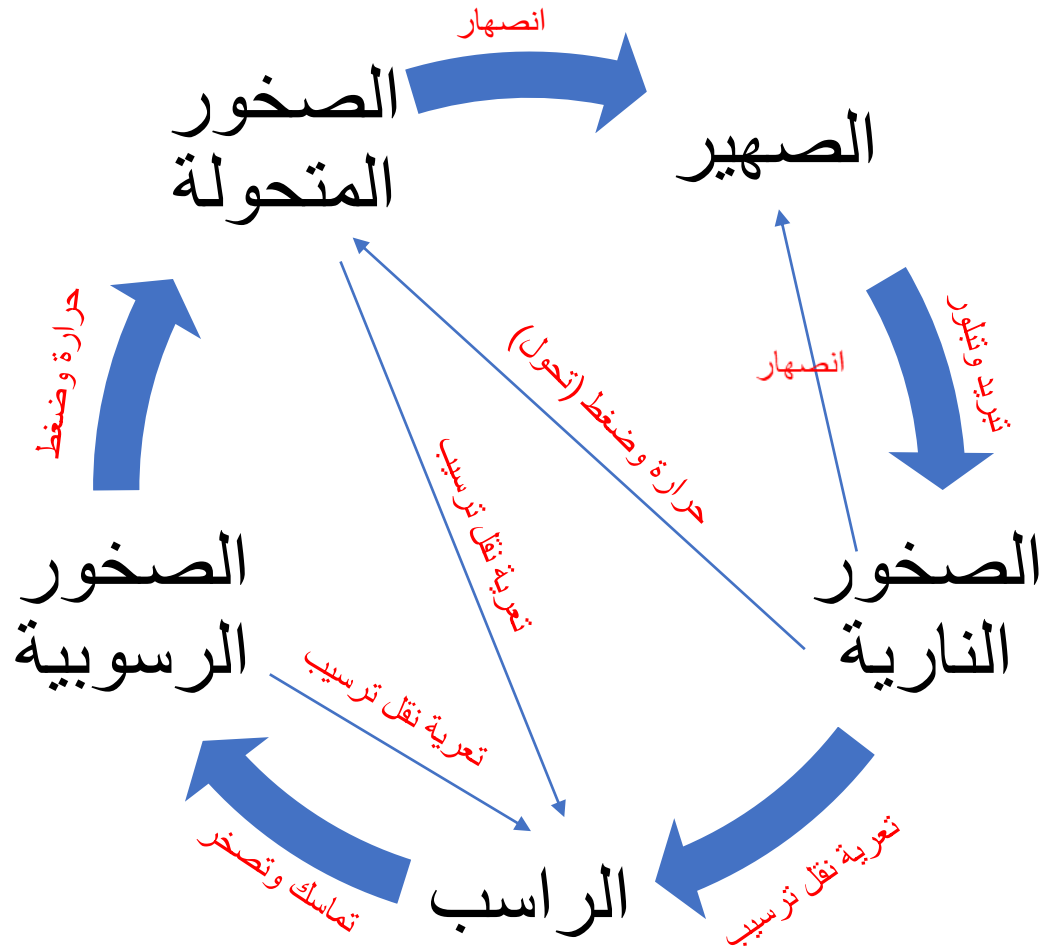 انصهار
الصخور
المتحولة
الصهير
تبريد وتبلور
انصهار
حرارة وضغط
حرارة وضغط (تحول)
تعرية نقل ترسيب
الصخور
النارية
الصخور
الرسوبية
تعرية نقل ترسيب
تعرية نقل ترسيب
تماسك وتصخر
الراسب